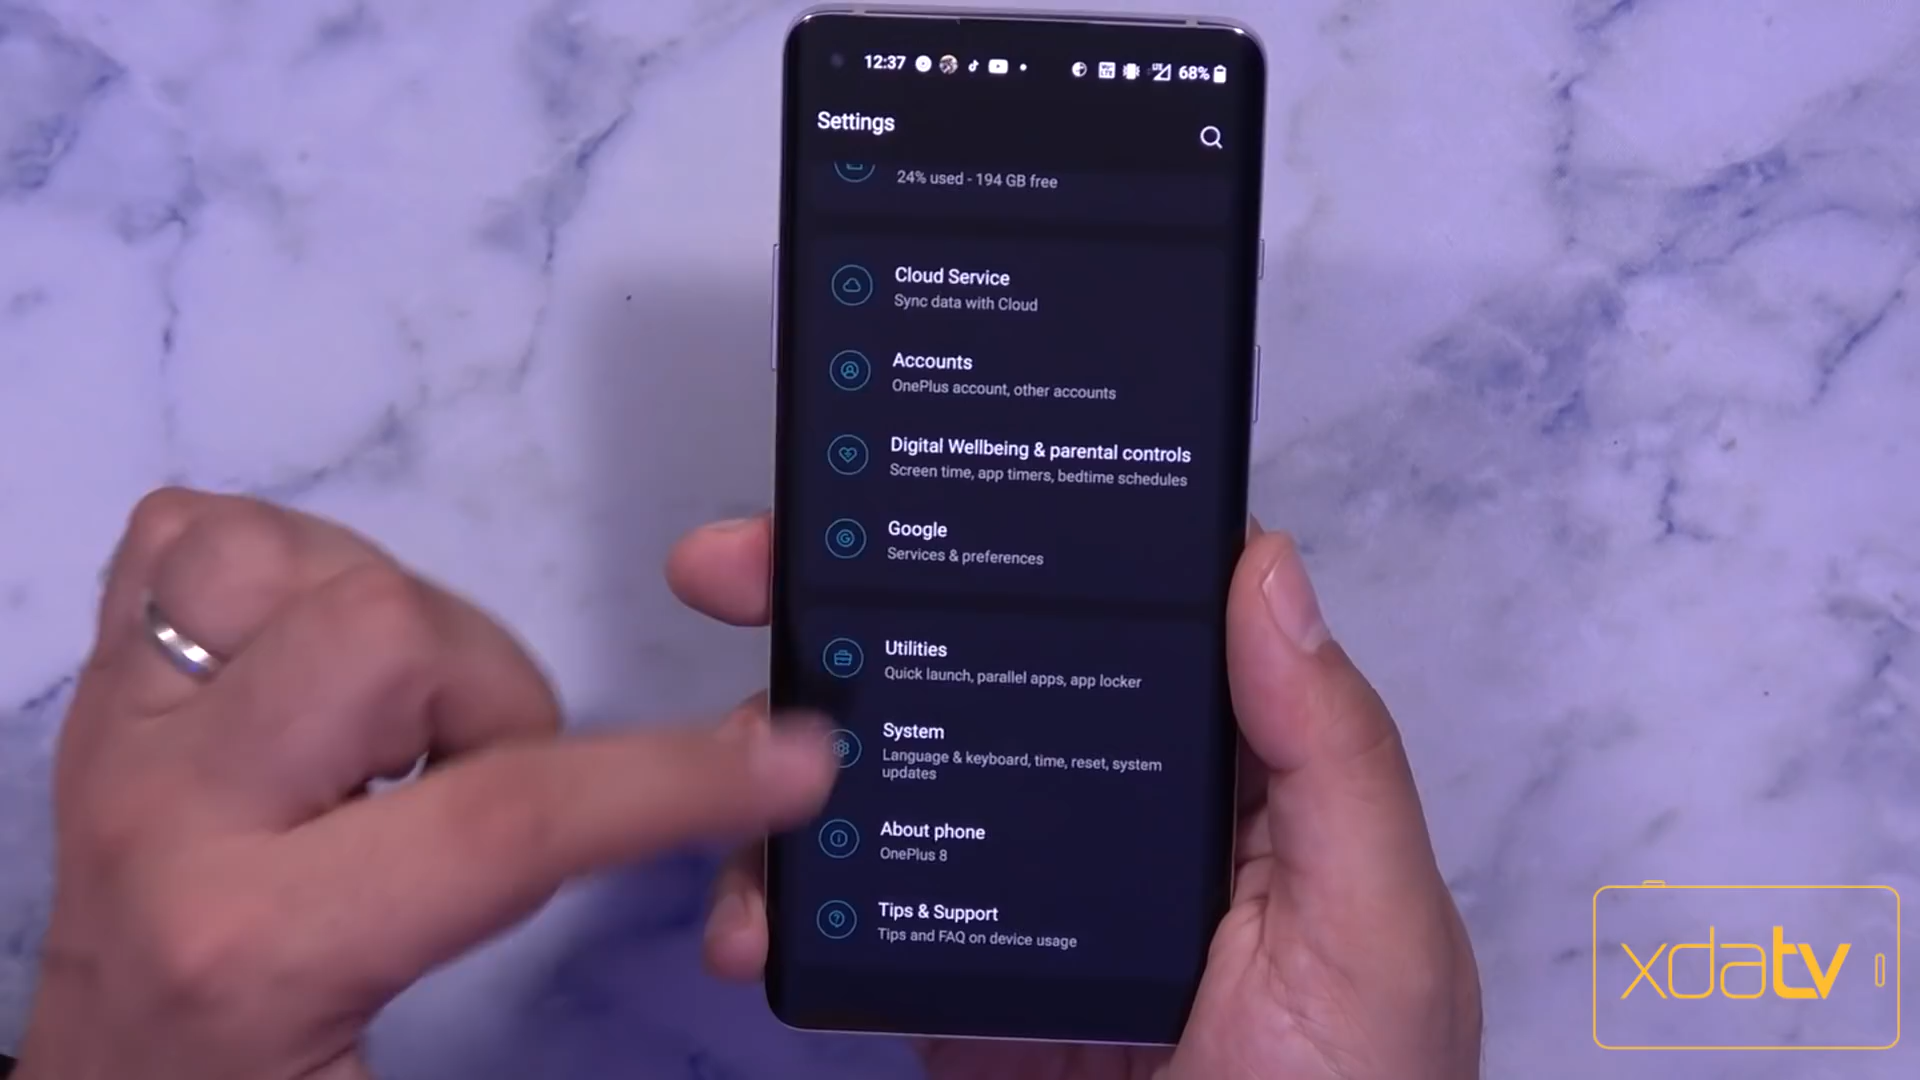 12:37
68%
Settings
24% used - 194 GB free
Cloud Service
Sync data with Cloud
Accounts
OnePlus account, other accounts
Digital Wellbeing & parental controls
Screen time, app timers, bedtime schedules
Google
Services & preferences
Utilities
Quick launch, parallel apps, app locker
System
Language & keyboard, time, reset, system
updates
About phone
OnePlus 8
Tips & Support
Tips and FAQ on device usage
xdatv